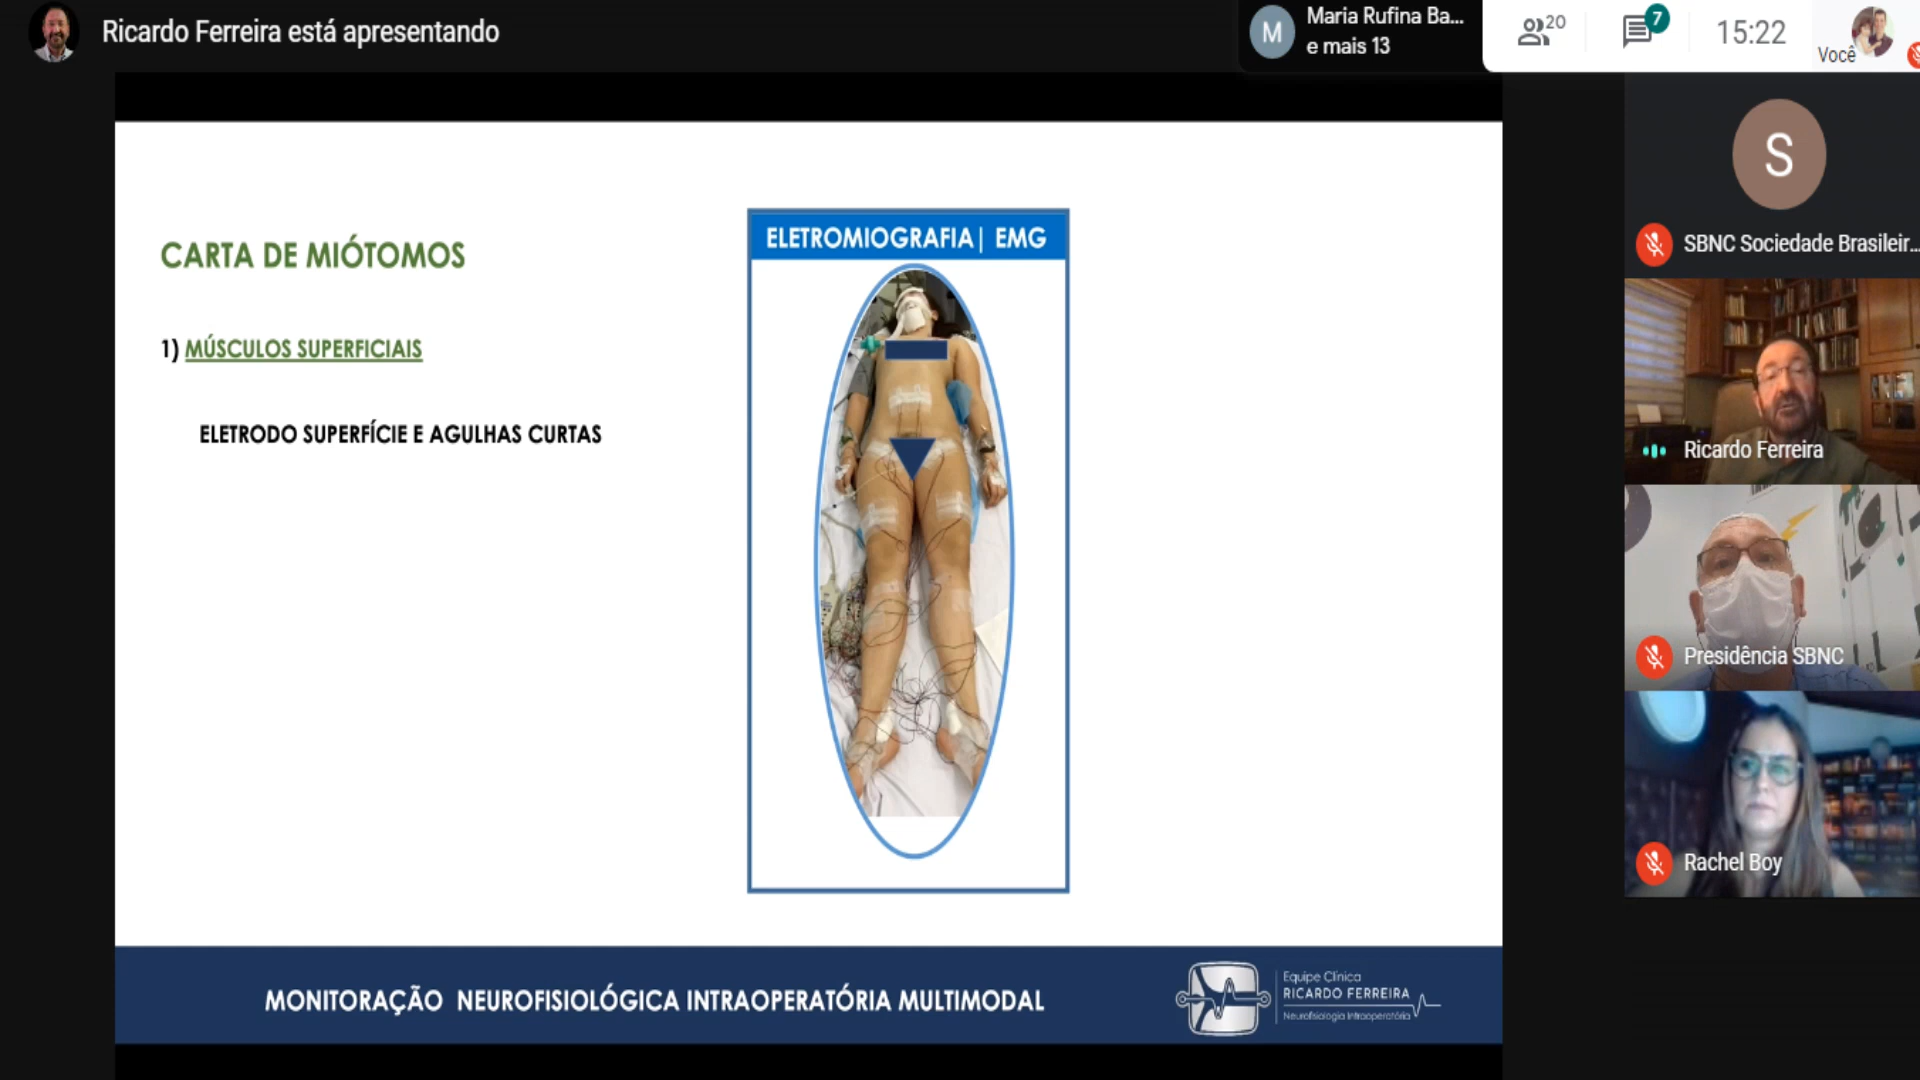 Ricardo Ferreira está apresentando
M
Maria Rufina Ba...
e mais 13
20
7
15:22
Você
S
SBNC Sociedade Brasileir...
Ricardo Ferreira
Presidência SBNC
Rachel Boy
CARTA DE MIÓTOMOS
1) MÚSCULOS SUPERFICIAIS
ELETRODO SUPERFÍCIE E AGULHAS CURTAS
ELETROMIOGRAFIA| EMG
MONITORAÇÃO NEUROFISIOLÓGICA INTRAOPERATÓRIA MULTIMODAL
Equipe Clínica
RICARDO FERREIRA
Neurofisiologia Intraoperatória